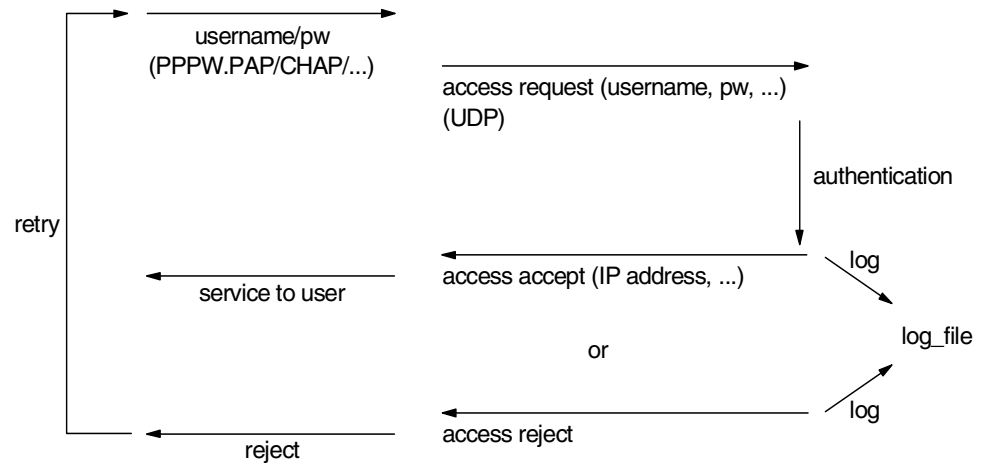 username/pw
(PPPW.PAP/CHAP/...)
access request (username, pw, ...)
(UDP)
authentication
retry
access accept (IP address, ...)
log
service to user
log_file
or
log
access reject
reject